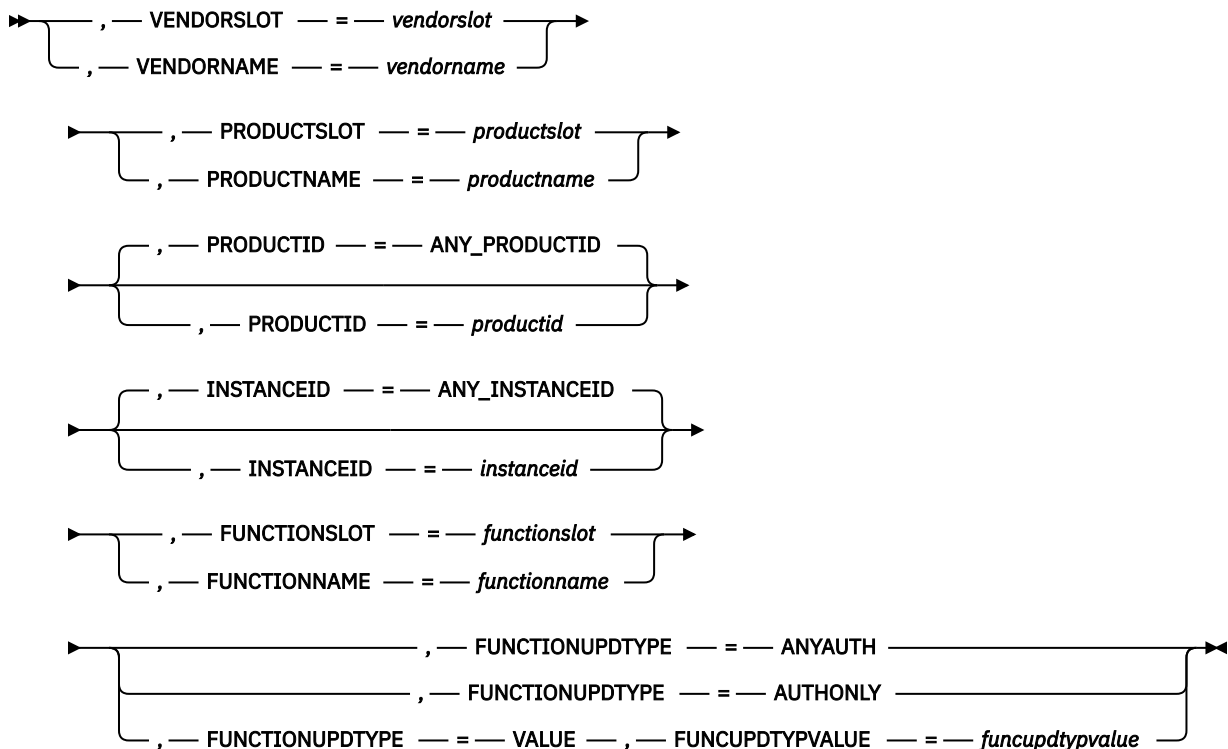 , VENDORSLOT = vendorslot
, VENDORNAME = vendorname
, PRODUCTSLOT = productslot
, PRODUCTNAME = productname
, PRODUCTID = ANY_PRODUCTID
, PRODUCTID = productid
, INSTANCEID = ANY_INSTANCEID
, INSTANCEID = instanceid
, FUNCTIONSLOT = functionslot
, FUNCTIONNAME = functionname
, FUNCTIONUPDTYPE = ANYAUTH
, FUNCTIONUPDTYPE = AUTHONLY
, FUNCTIONUPDTYPE = VALUE , FUNCUPDTYPVALUE = funcupdtypvalue